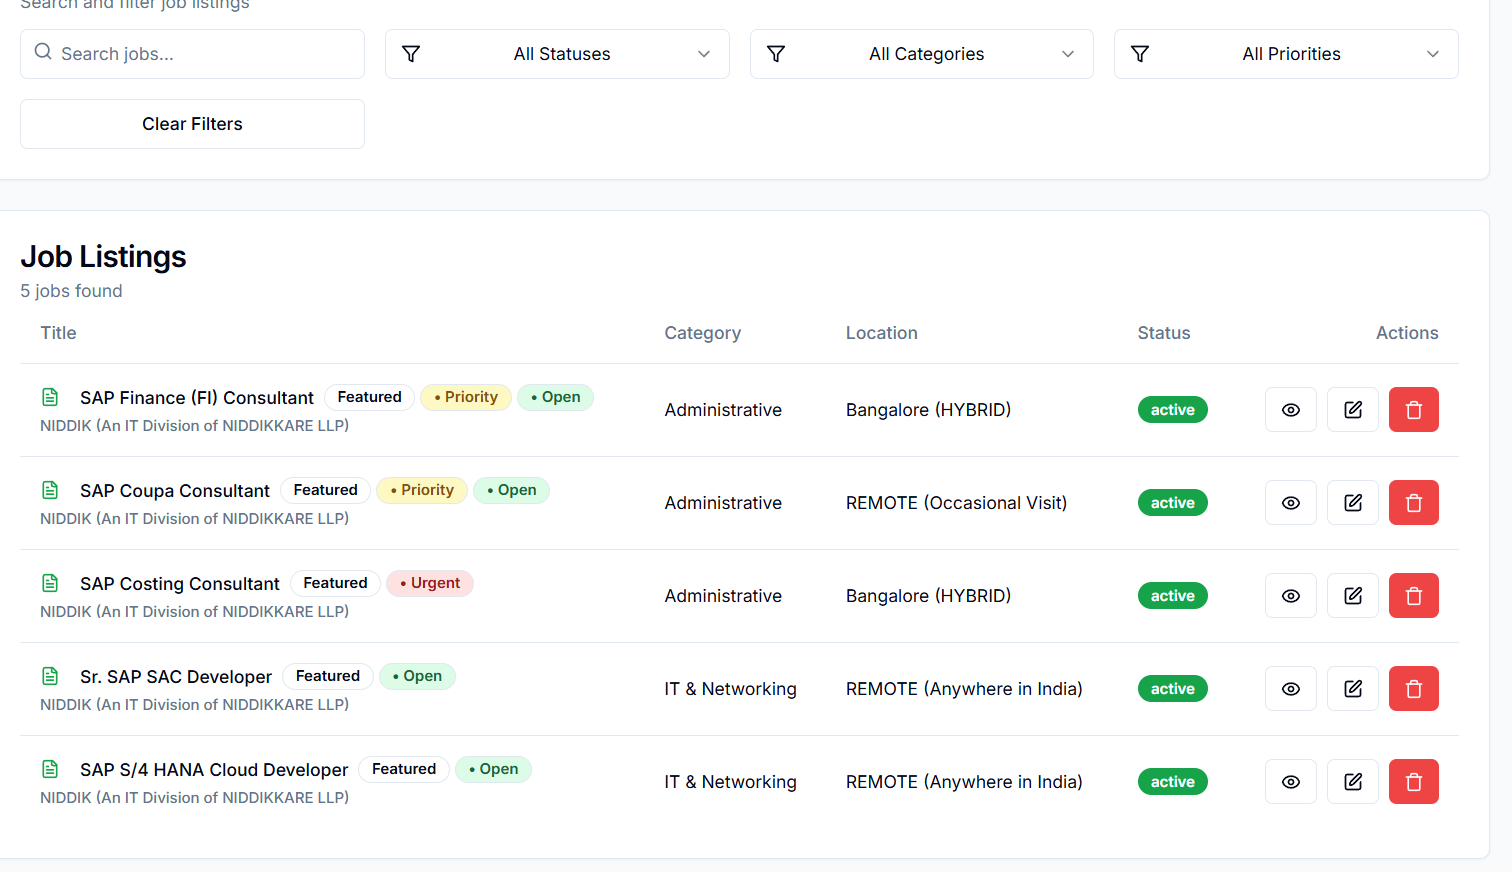 Search and filter job listings
Search jobs...
All Statuses
All Categories
All Priorities
Clear Filters
Job Listings
5 jobs found
Title Category Location Status Actions
SAP Finance (FI) Consultant Featured • Priority • Open
NIDDIK (An IT Division of NIDDIKKARE LLP)
Administrative Bangalore (HYBRID) active
SAP Coupa Consultant Featured • Priority • Open
NIDDIK (An IT Division of NIDDIKKARE LLP)
Administrative REMOTE (Occasional Visit) active
SAP Costing Consultant Featured • Urgent
NIDDIK (An IT Division of NIDDIKKARE LLP)
Administrative Bangalore (HYBRID) active
Sr. SAP SAC Developer Featured • Open
NIDDIK (An IT Division of NIDDIKKARE LLP)
IT & Networking REMOTE (Anywhere in India) active
SAP S/4 HANA Cloud Developer Featured • Open
NIDDIK (An IT Division of NIDDIKKARE LLP)
IT & Networking REMOTE (Anywhere in India) active